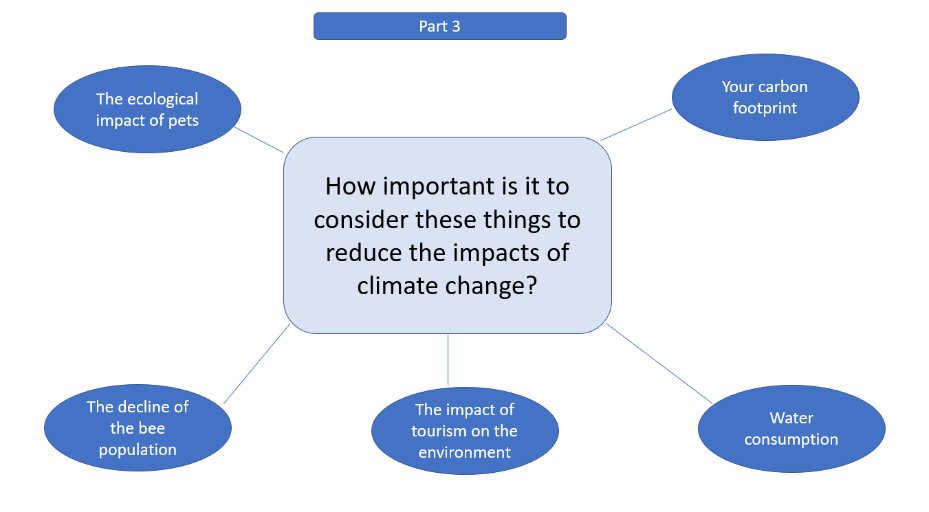 Part 3
The ecological
impact of pets
Your carbon
footprint
How important is it to
consider these things to
reduce the impacts of
climate change?
The decline of
the bee
population
The impact of
tourism on the
environment
Water
consumption